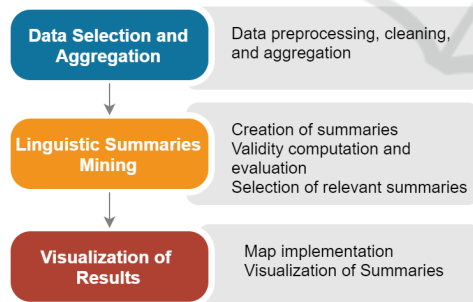 Data Selection and
Aggregation
Data preprocessing, cleaning,
and aggregation
Linguistic Summaries
Mining
Creation of summaries
Validity computation and
evaluation
Selection of relevant summaries
Visualization of
Results
Map implementation
Visualization of Summaries